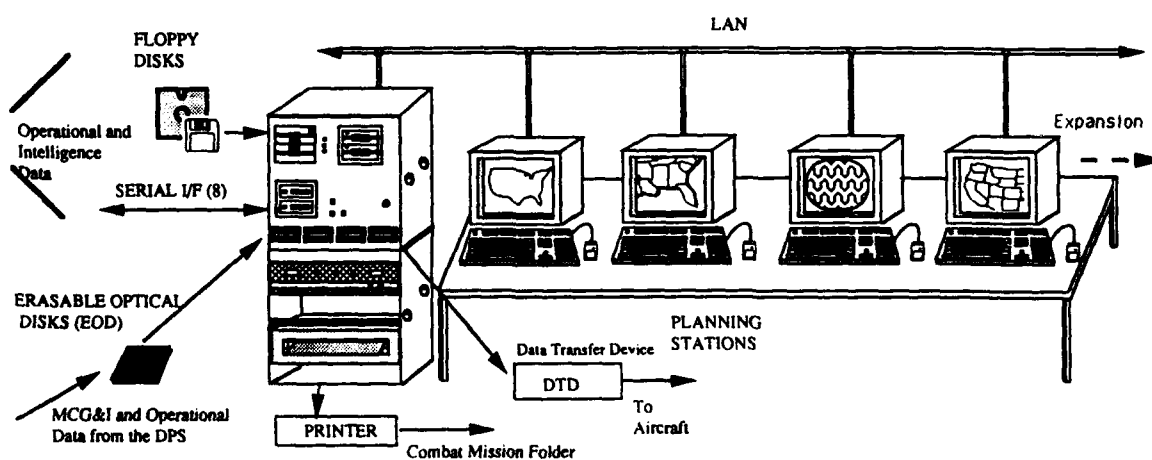 LAN
FLOPPY
DISKS
Operational and
Intelligence
Data
SERIAL I/F (8)
Expansion
ERASABLE OPTICAL
DISKS (EOD)
PLANNING
STATIONS
Data Transfer Device
DTD
To
Aircraft
MCG&I and Operational
Data from the DPS
PRINTER
Combat Mission Folder